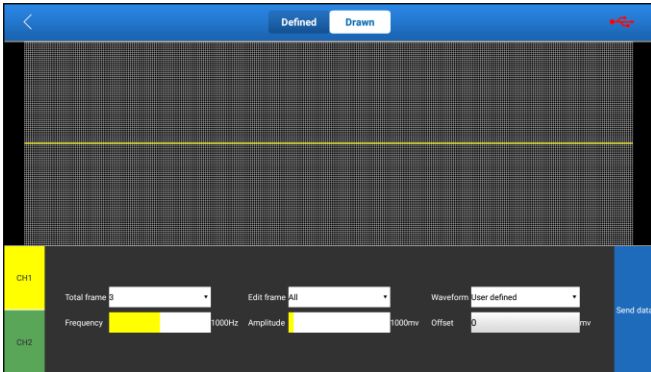 Defined Drawn
CH1
Total frame 3 Edit frame All Waveform User defined
Frequency 1000Hz Amplitude 1000mv Offset 0 mv
Send data
CH2